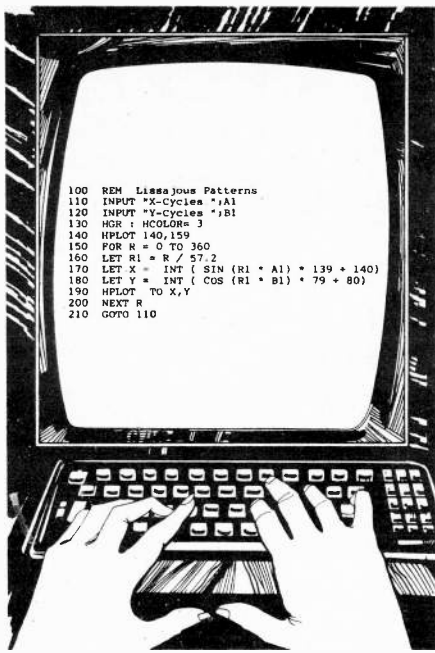 100 REM Lissajous Patterns
110 INPUT "X-Cycles ";A1
120 INPUT "Y-Cycles ";B1
130 HGR : HCOLOR= 3
140 HPLOT 140,159
150 FOR R = 0 TO 360
160 LET R1 = R / 57.2
170 LET X = INT ( SIN (R1 * A1) * 139 + 140)
180 LET Y = INT ( COS (R1 * B1) * 79 + 80)
190 HPLOT TO X,Y
200 NEXT R
210 GOTO 110